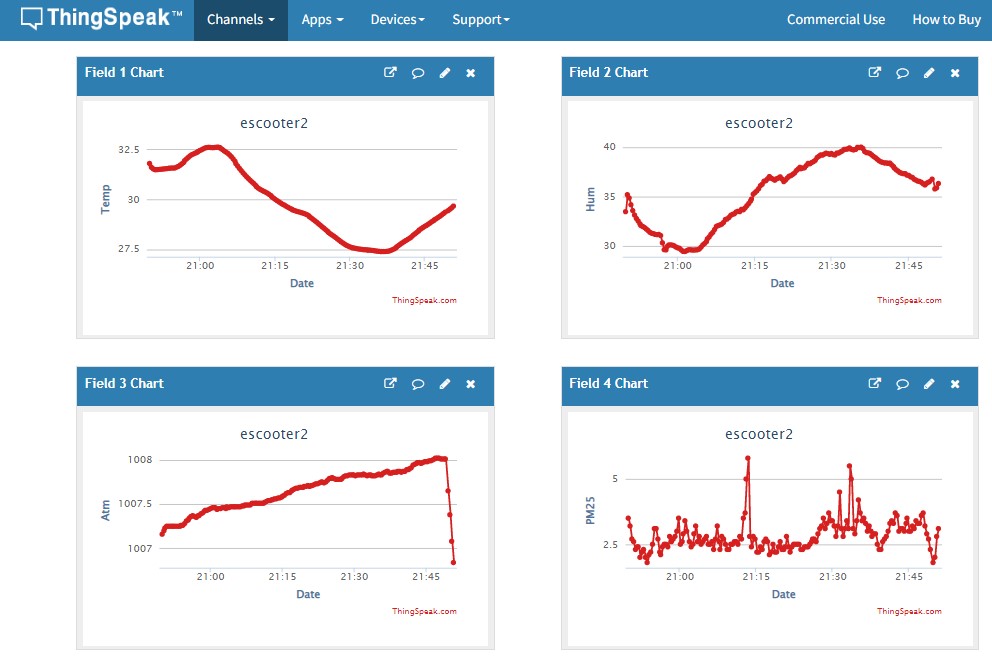 ThingSpeak™ Channels Apps Devices Support Commercial Use How to Buy
Field 1 Chart
escooter2
32.5
30
27.5
Temp
21:00 21:15 21:30 21:45
Date
ThingSpeak.com
Field 2 Chart
escooter2
40
35
30
Hum
21:00 21:15 21:30 21:45
Date
ThingSpeak.com
Field 3 Chart
escooter2
1008
1007.5
1007
Atm
21:00 21:15 21:30 21:45
Date
ThingSpeak.com
Field 4 Chart
escooter2
5
2.5
PM25
21:00 21:15 21:30 21:45
Date
ThingSpeak.com